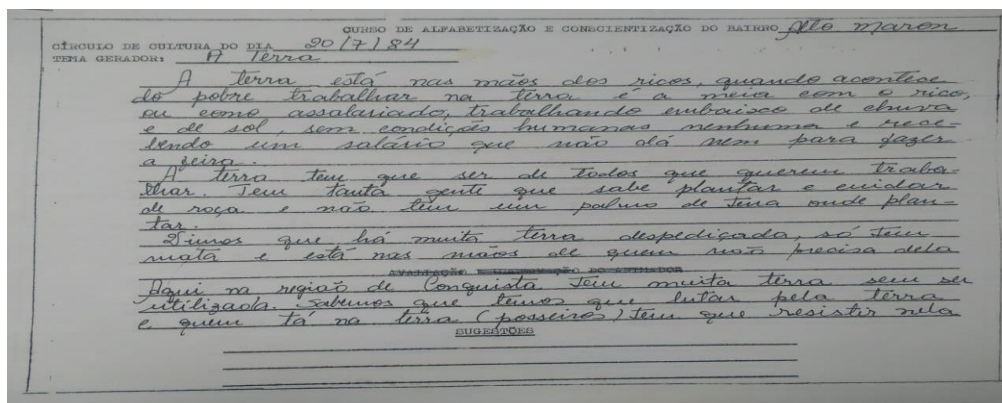 CURSO DE ALFABETIZAÇÃO E CONSCIENTIZAÇÃO DO BAIRRO Alto Maron
CÍRCULO DE CULTURA DO DIA 20/7/84
TEMA GERADOR: A Terra
A terra está nas mãos dos ricos, quando acontece
do pobre trabalhar na terra é a meia com o rico,
ou como assalariado, trabalhando embaixo de chuva
e de sol, sem condições humanas nenhuma e rece-
bendo um salário que não dá nem para fazer
a feira.
A terra tem que ser de todos que querem traba-
lhar. Tem tanta gente que sabe plantar e cuidar
de roça e não tem um palmo de terra onde plan-
tar.
Vimos que há muita terra despediçada, só tem
mata e está nas mãos de quem não precisa dela
AVALIAÇÃO DO ANIMADOR
Aqui na região de Conquista tem muita terra sem ser
utilizada. Sabemos que temos que lutar pela terra
e quem tá na terra (posseiros) tem que resistir nela
SUGESTÕES